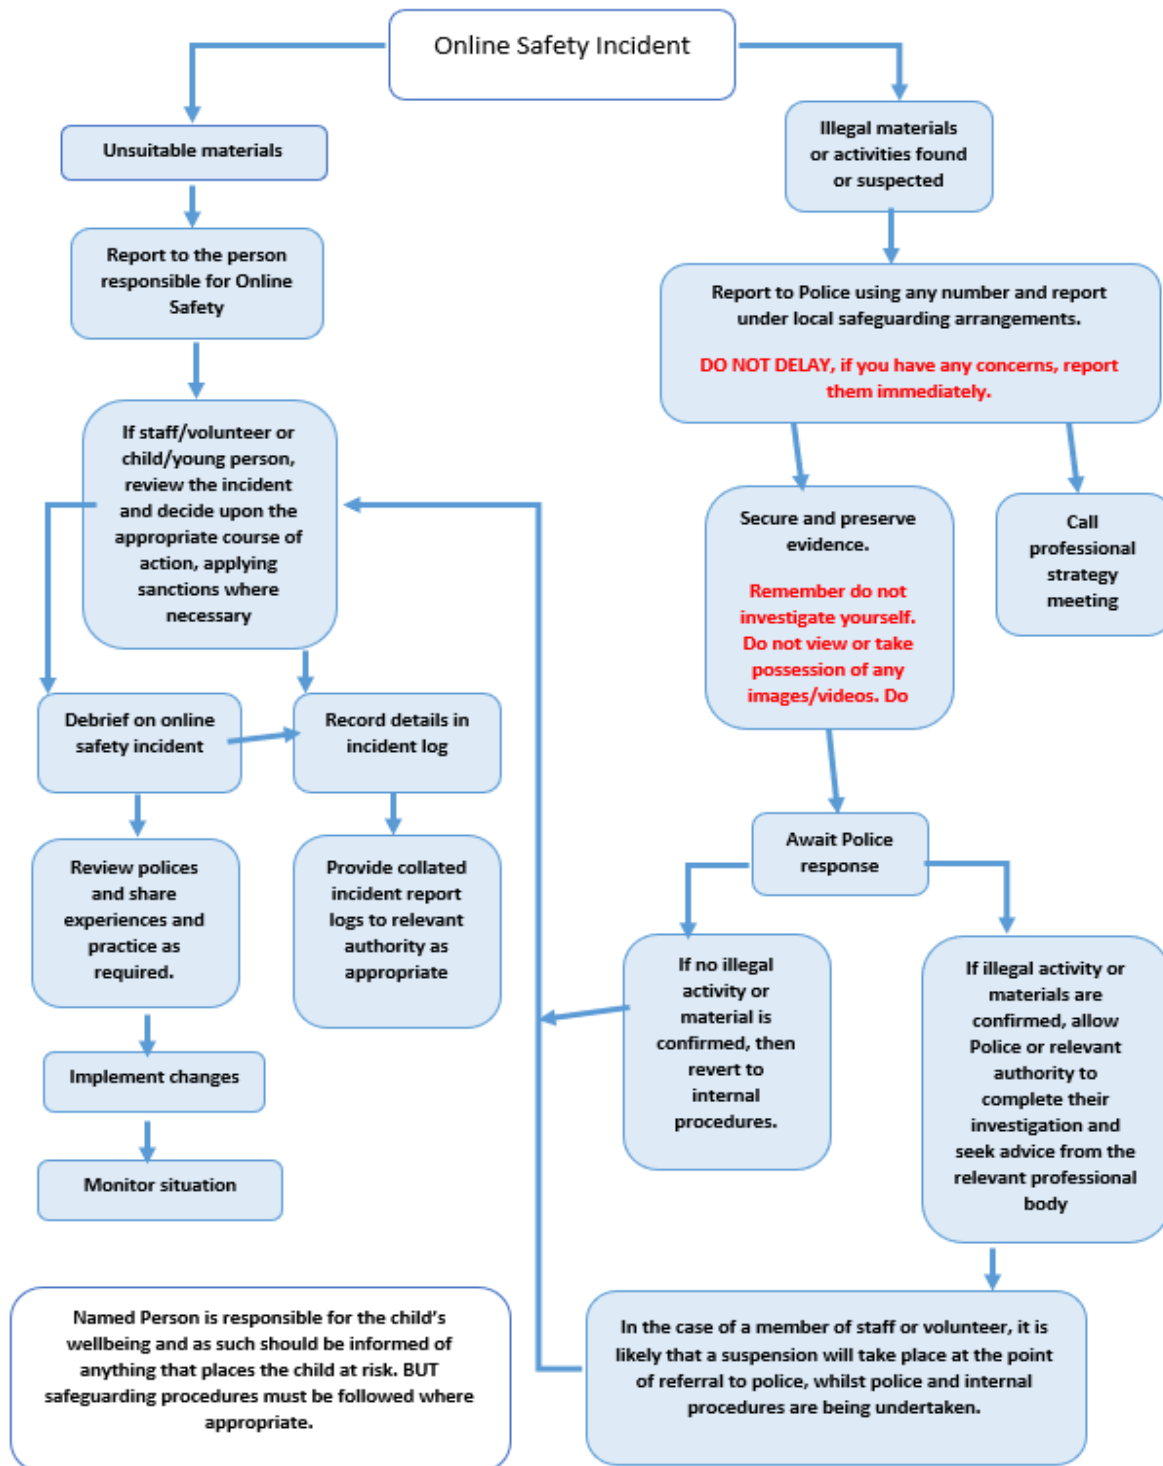 Online Safety Incident
Unsuitable materials
Illegal materials
or activities found
or suspected
Report to the person
responsible for Online
Safety
Report to Police using any number and report
under local safeguarding arrangements.
DO NOT DELAY, if you have any concerns, report
them immediately.
If staff/volunteer or
child/young person,
review the incident
and decide upon the
appropriate course of
action, applying
sanctions where
necessary
Secure and preserve
evidence.
Remember do not
investigate yourself.
Do not view or take
possession of any
images/videos. Do
Call
professional
strategy
meeting
Debrief on online
safety incident
Record details in
incident log
Review polices
and share
experiences and
practice as
required.
Provide collated
incident report
logs to relevant
authority as
appropriate
Await Police
response
If no illegal
activity or
material is
confirmed, then
revert to
internal
procedures.
If illegal activity or
materials are
confirmed, allow
Police or relevant
authority to
complete their
investigation and
seek advice from the
relevant professional
body
Implement changes
Monitor situation
Named Person is responsible for the child’s
wellbeing and as such should be informed of
anything that places the child at risk. BUT
safeguarding procedures must be followed where
appropriate.
In the case of a member of staff or volunteer, it is
likely that a suspension will take place at the point
of referral to police, whilst police and internal
procedures are being undertaken.